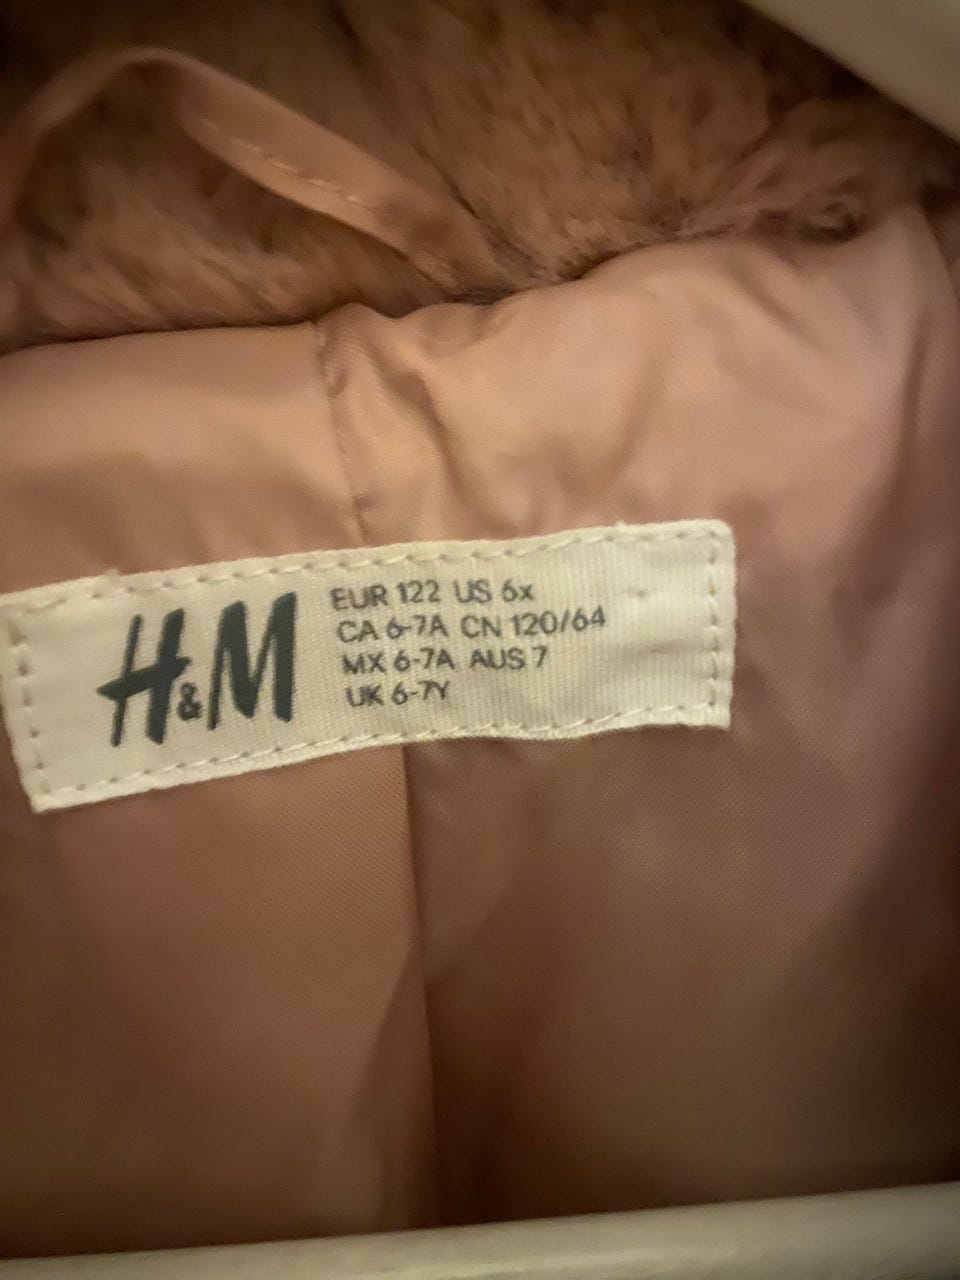 H&M
EUR 122 US 6x
CA 6-7A CN 120/64
MX 6-7A AUS 7
UK 6-7Y